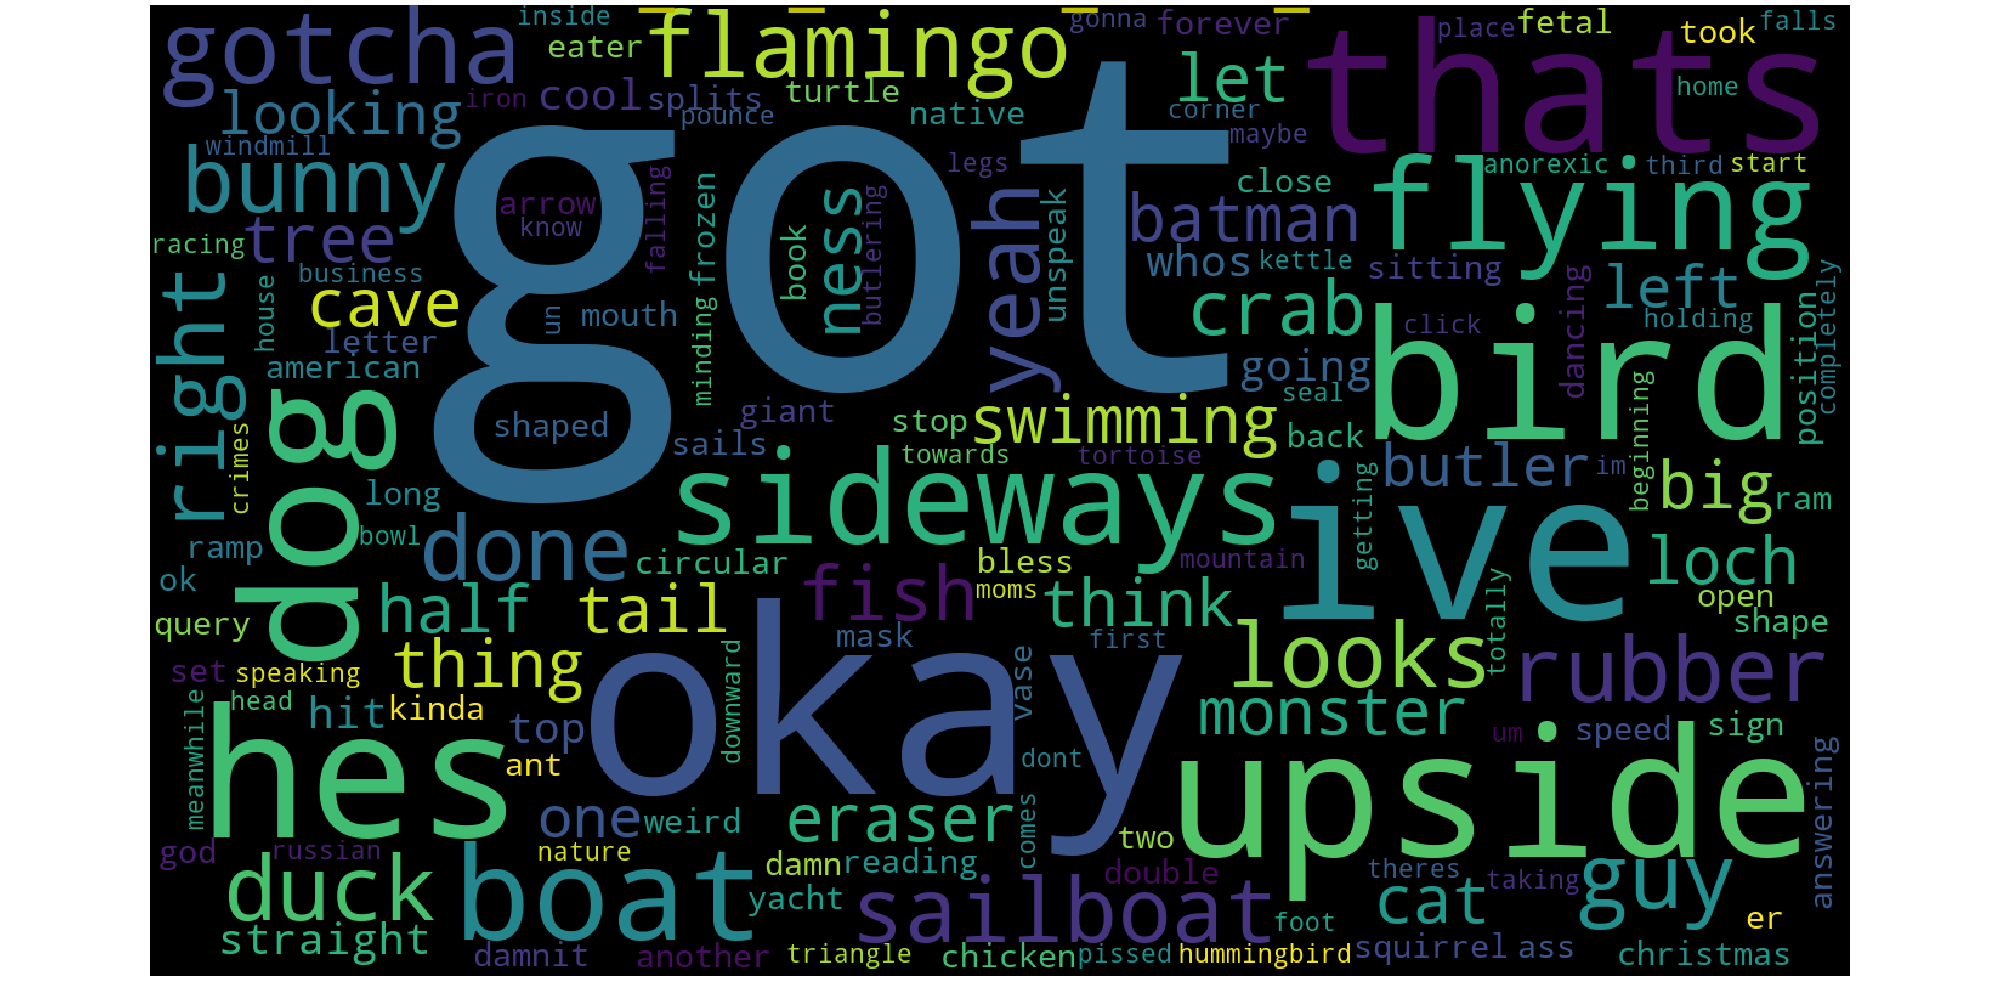 inside
gonna
forever
place
fetal
falls
gotcha
eater
flamingo
took
thats
let
home
looking
iron
cool
splits
turtle
native
corner
pounce
maybe
windmill
bunny
got
legs
anorexic
third
start
flying
arrow
know
falling
frozen
book
ness
butlering
yeah
unspeak
close
batman
racing
tree
business
whos
kettle
sitting
left
dancing
holding
completely
right
house
cave
un
mouth
minding
crab
click
position
letter
american
bird
going
seal
dog
shaped
giant
sails
stop
swimming
back
towards
tortoise
sideways
butler
im
beginning
big
ram
crimes
long
ive
getting
ramp
bowl
done
circular
bless
mountain
loch
ok
moms
open
half
tail
fish
think
totally
shape
query
mask
first
looks
set
speaking
thing
okay
downward
vase
rubber
meanwhile
head
hit
kinda
top
monster
um
speed
sign
hes
ant
dont
upside
answering
one
weird
eraser
comes
two
god
russian
nature
damn
reading
double
theres
taking
duck
boat
yacht
sailboat
foot
cat
guy
er
straight
damnit
another
triangle
chicken
pissed
hummingbird
squirrel
ass
christmas